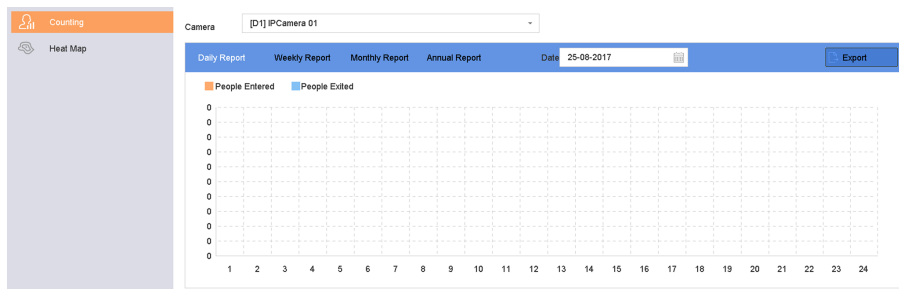 Counting
Heat Map
Camera [D1] IPCamera 01
Daily Report Weekly Report Monthly Report Annual Report Date 25-08-2017 Export
People Entered People Exited
0
0
0
0
0
0
0
0
0
0
0
1 2 3 4 5 6 7 8 9 10 11 12 13 14 15 16 17 18 19 20 21 22 23 24